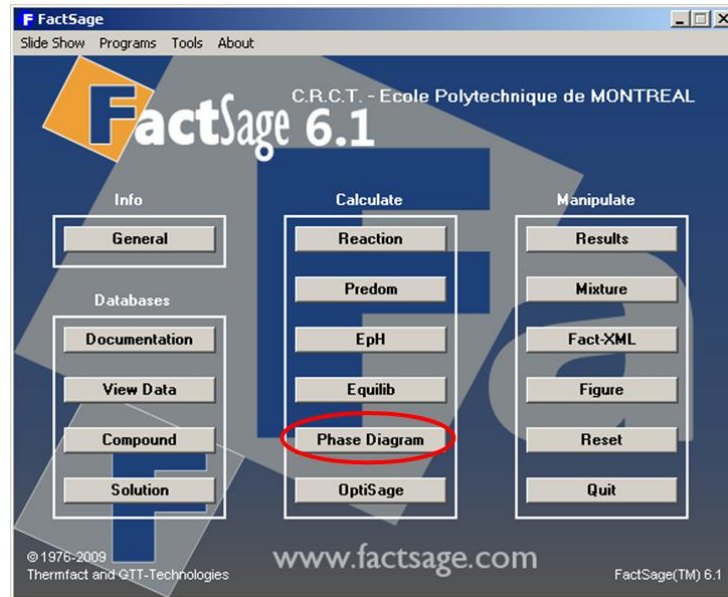 FactSage
Slide Show Programs Tools About
C.R.C.T. - Ecole Polytechnique de MONTREAL
FactSage 6.1
Info
General
Databases
Documentation
View Data
Compound
Solution
Calculate
Reaction
Predom
EpH
Equilib
Phase Diagram
OptiSage
Manipulate
Results
Mixture
Fact-XML
Figure
Reset
Quit
© 1976-2009
Thermfact and GTT-Technologies
www.factsage.com
FactSage(TM) 6.1